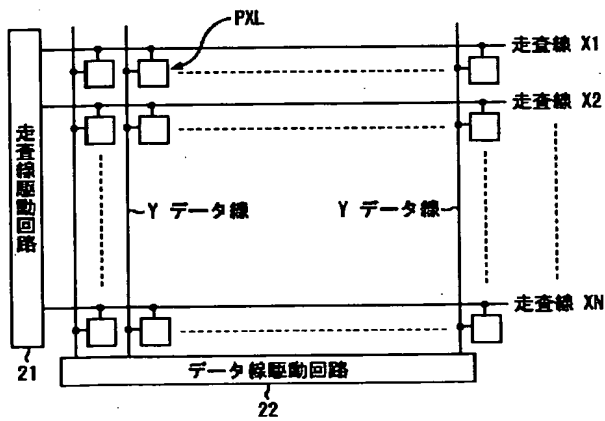 PXL
走査線 X1
走査線 X2
走査線駆動回路
Y データ線
Y データ線
走査線 XN
21
データ線駆動回路
22